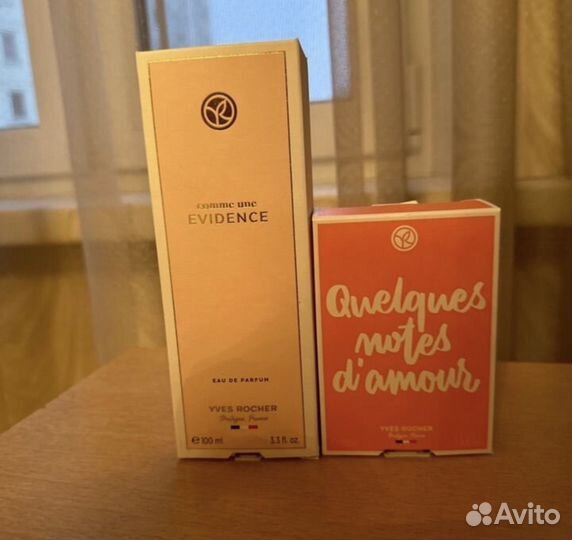 comme une
EVIDENCE
EAU DE PARFUM
YVES ROCHER
e 100 ml 3.3 fl. oz.
Quelques
notes
d'amour
YVES ROCHER
Avito